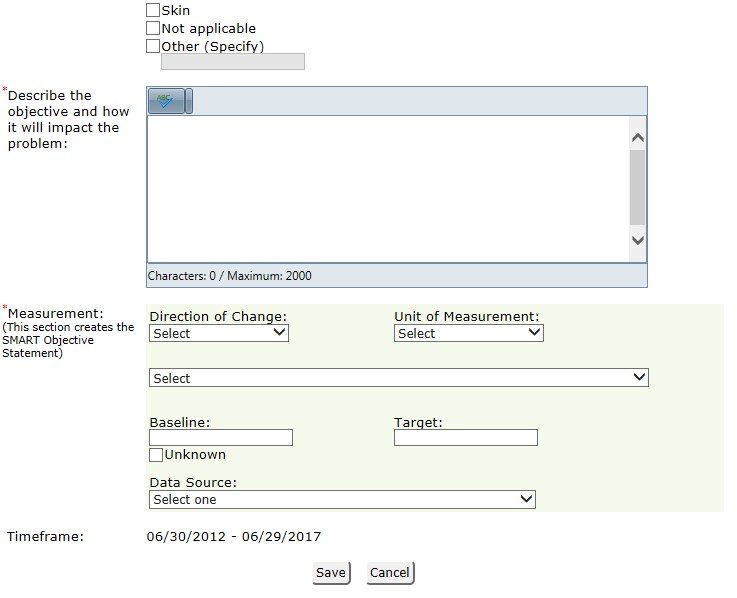 Skin
Not applicable
Other (Specify)
*Describe the
objective and how
it will impact the
problem:
ABC
Characters: 0 / Maximum: 2000
*Measurement:
(This section creates the
SMART Objective
Statement)
Direction of Change: Unit of Measurement:
Select Select
Select
Baseline: Target:
Unknown
Data Source:
Select one
Timeframe: 06/30/2012 - 06/29/2017
Save Cancel